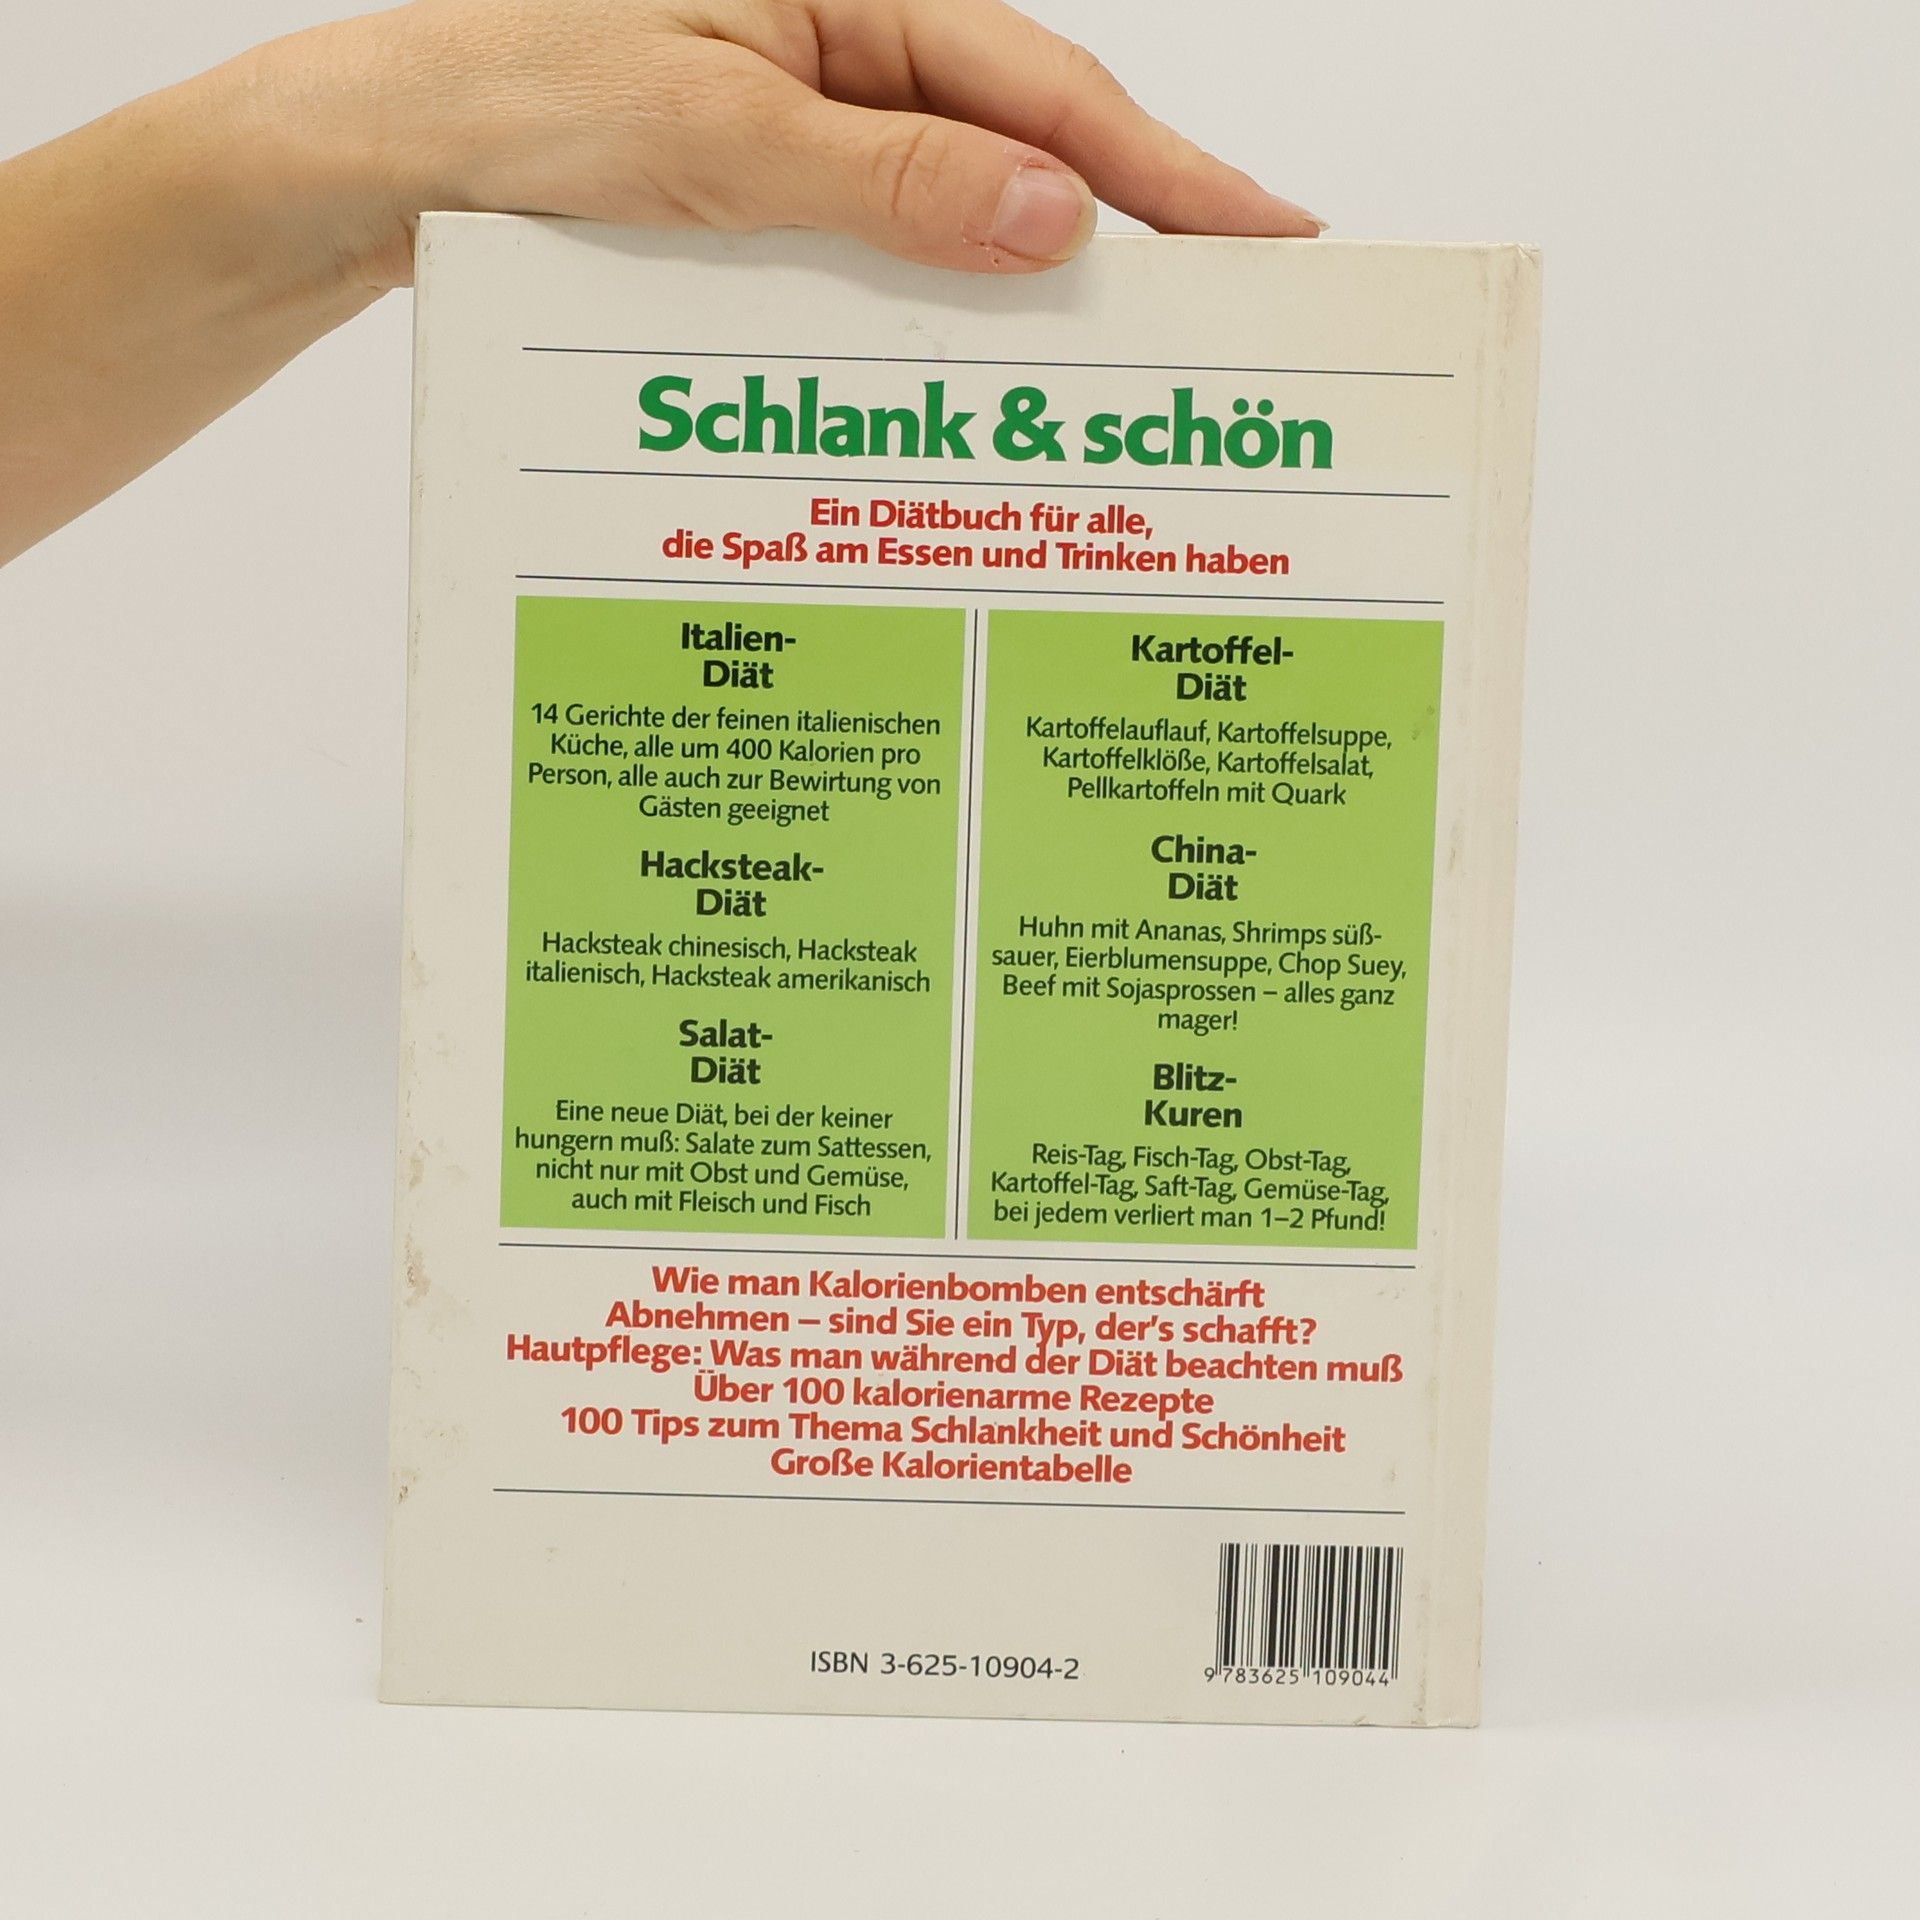 Schlank & schön
Ein Diätbuch für alle,
die Spaß am Essen und Trinken haben
Italien-
Diät
14 Gerichte der feinen italienischen
Küche, alle um 400 Kalorien pro
Person, alle auch zur Bewirtung von
Gästen geeignet
Hacksteak-
Diät
Hacksteak chinesisch, Hacksteak
italienisch, Hacksteak amerikanisch
Salat-
Diät
Eine neue Diät, bei der keiner
hungern muß: Salate zum Sattessen,
nicht nur mit Obst und Gemüse,
auch mit Fleisch und Fisch
Kartoffel-
Diät
Kartoffelauflauf, Kartoffelsuppe,
Kartoffelklöße, Kartoffelsalat,
Pellkartoffeln mit Quark
China-
Diät
Huhn mit Ananas, Shrimps süß-
sauer, Eierblumensuppe, Chop Suey,
Beef mit Sojasprossen – alles ganz
mager!
Blitz-
Kuren
Reis-Tag, Fisch-Tag, Obst-Tag,
Kartoffel-Tag, Saft-Tag, Gemüse-Tag,
bei jedem verliert man 1–2 Pfund!
Wie man Kalorienbomben entschärft
Abnehmen – sind Sie ein Typ, der's schafft?
Hautpflege: Was man während der Diät beachten muß
Über 100 kalorienarme Rezepte
100 Tips zum Thema Schlankheit und Schönheit
Große Kalorientabelle
ISBN 3-625-10904-2
9 783625 109044